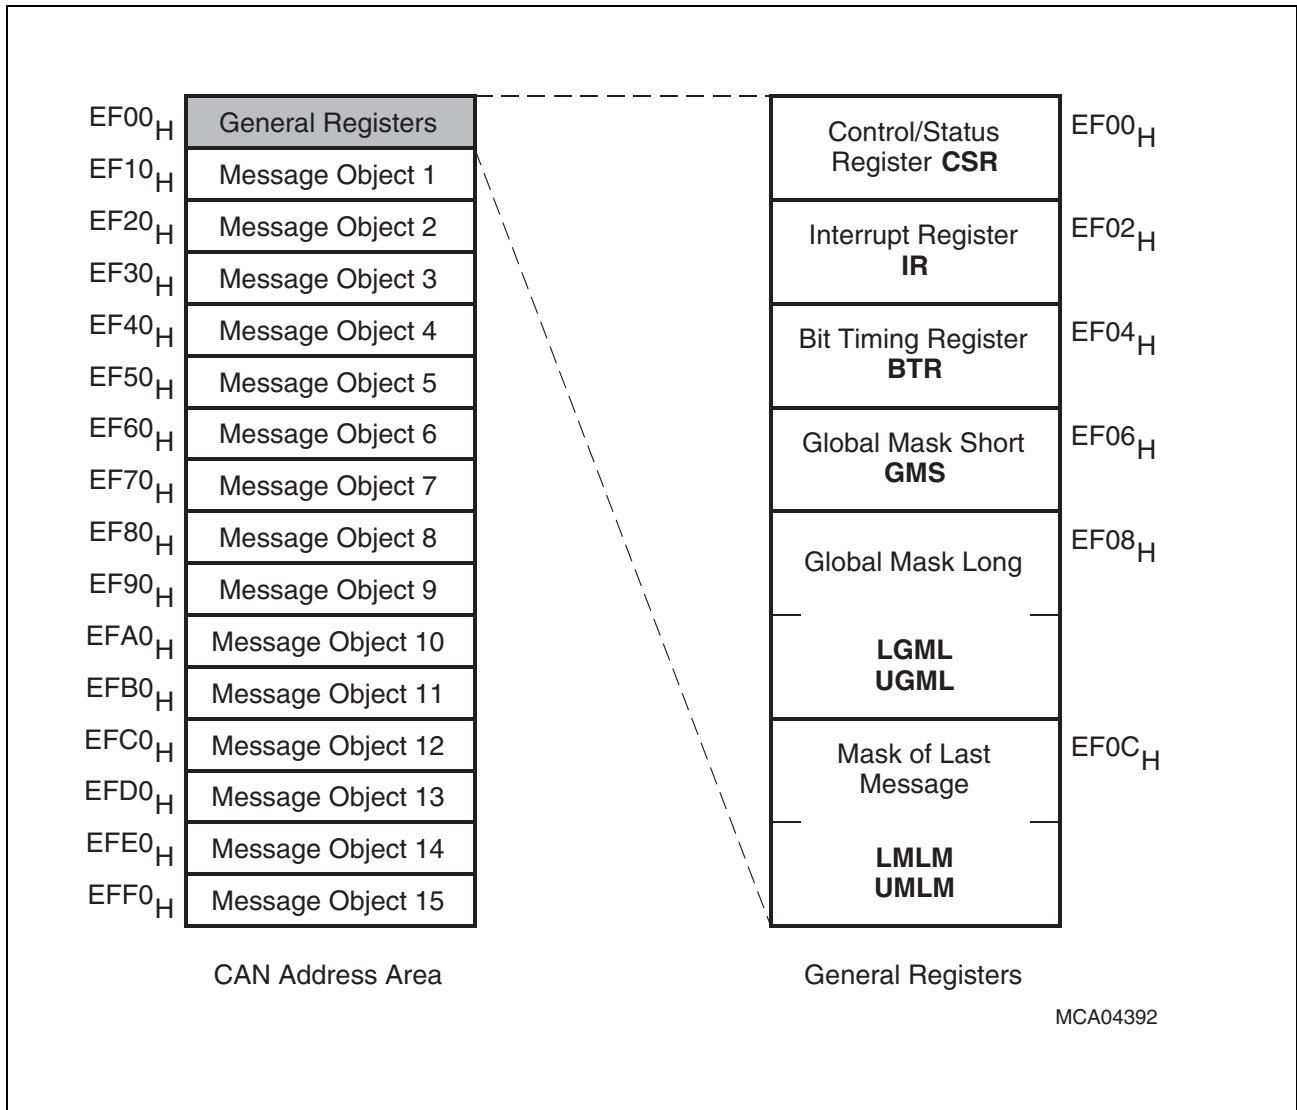 EF00H General Registers
EF10H Message Object 1
EF20H Message Object 2
EF30H Message Object 3
EF40H Message Object 4
EF50H Message Object 5
EF60H Message Object 6
EF70H Message Object 7
EF80H Message Object 8
EF90H Message Object 9
EFA0H Message Object 10
EFB0H Message Object 11
EFC0H Message Object 12
EFD0H Message Object 13
EFE0H Message Object 14
EFF0H Message Object 15
CAN Address Area
Control/Status EF00H
Register CSR
Interrupt Register EF02H
IR
Bit Timing Register EF04H
BTR
Global Mask Short EF06H
GMS
Global Mask Long EF08H
LGML
UGML
Mask of Last EF0CH
Message
LMLM
UMLM
General Registers
MCA04392